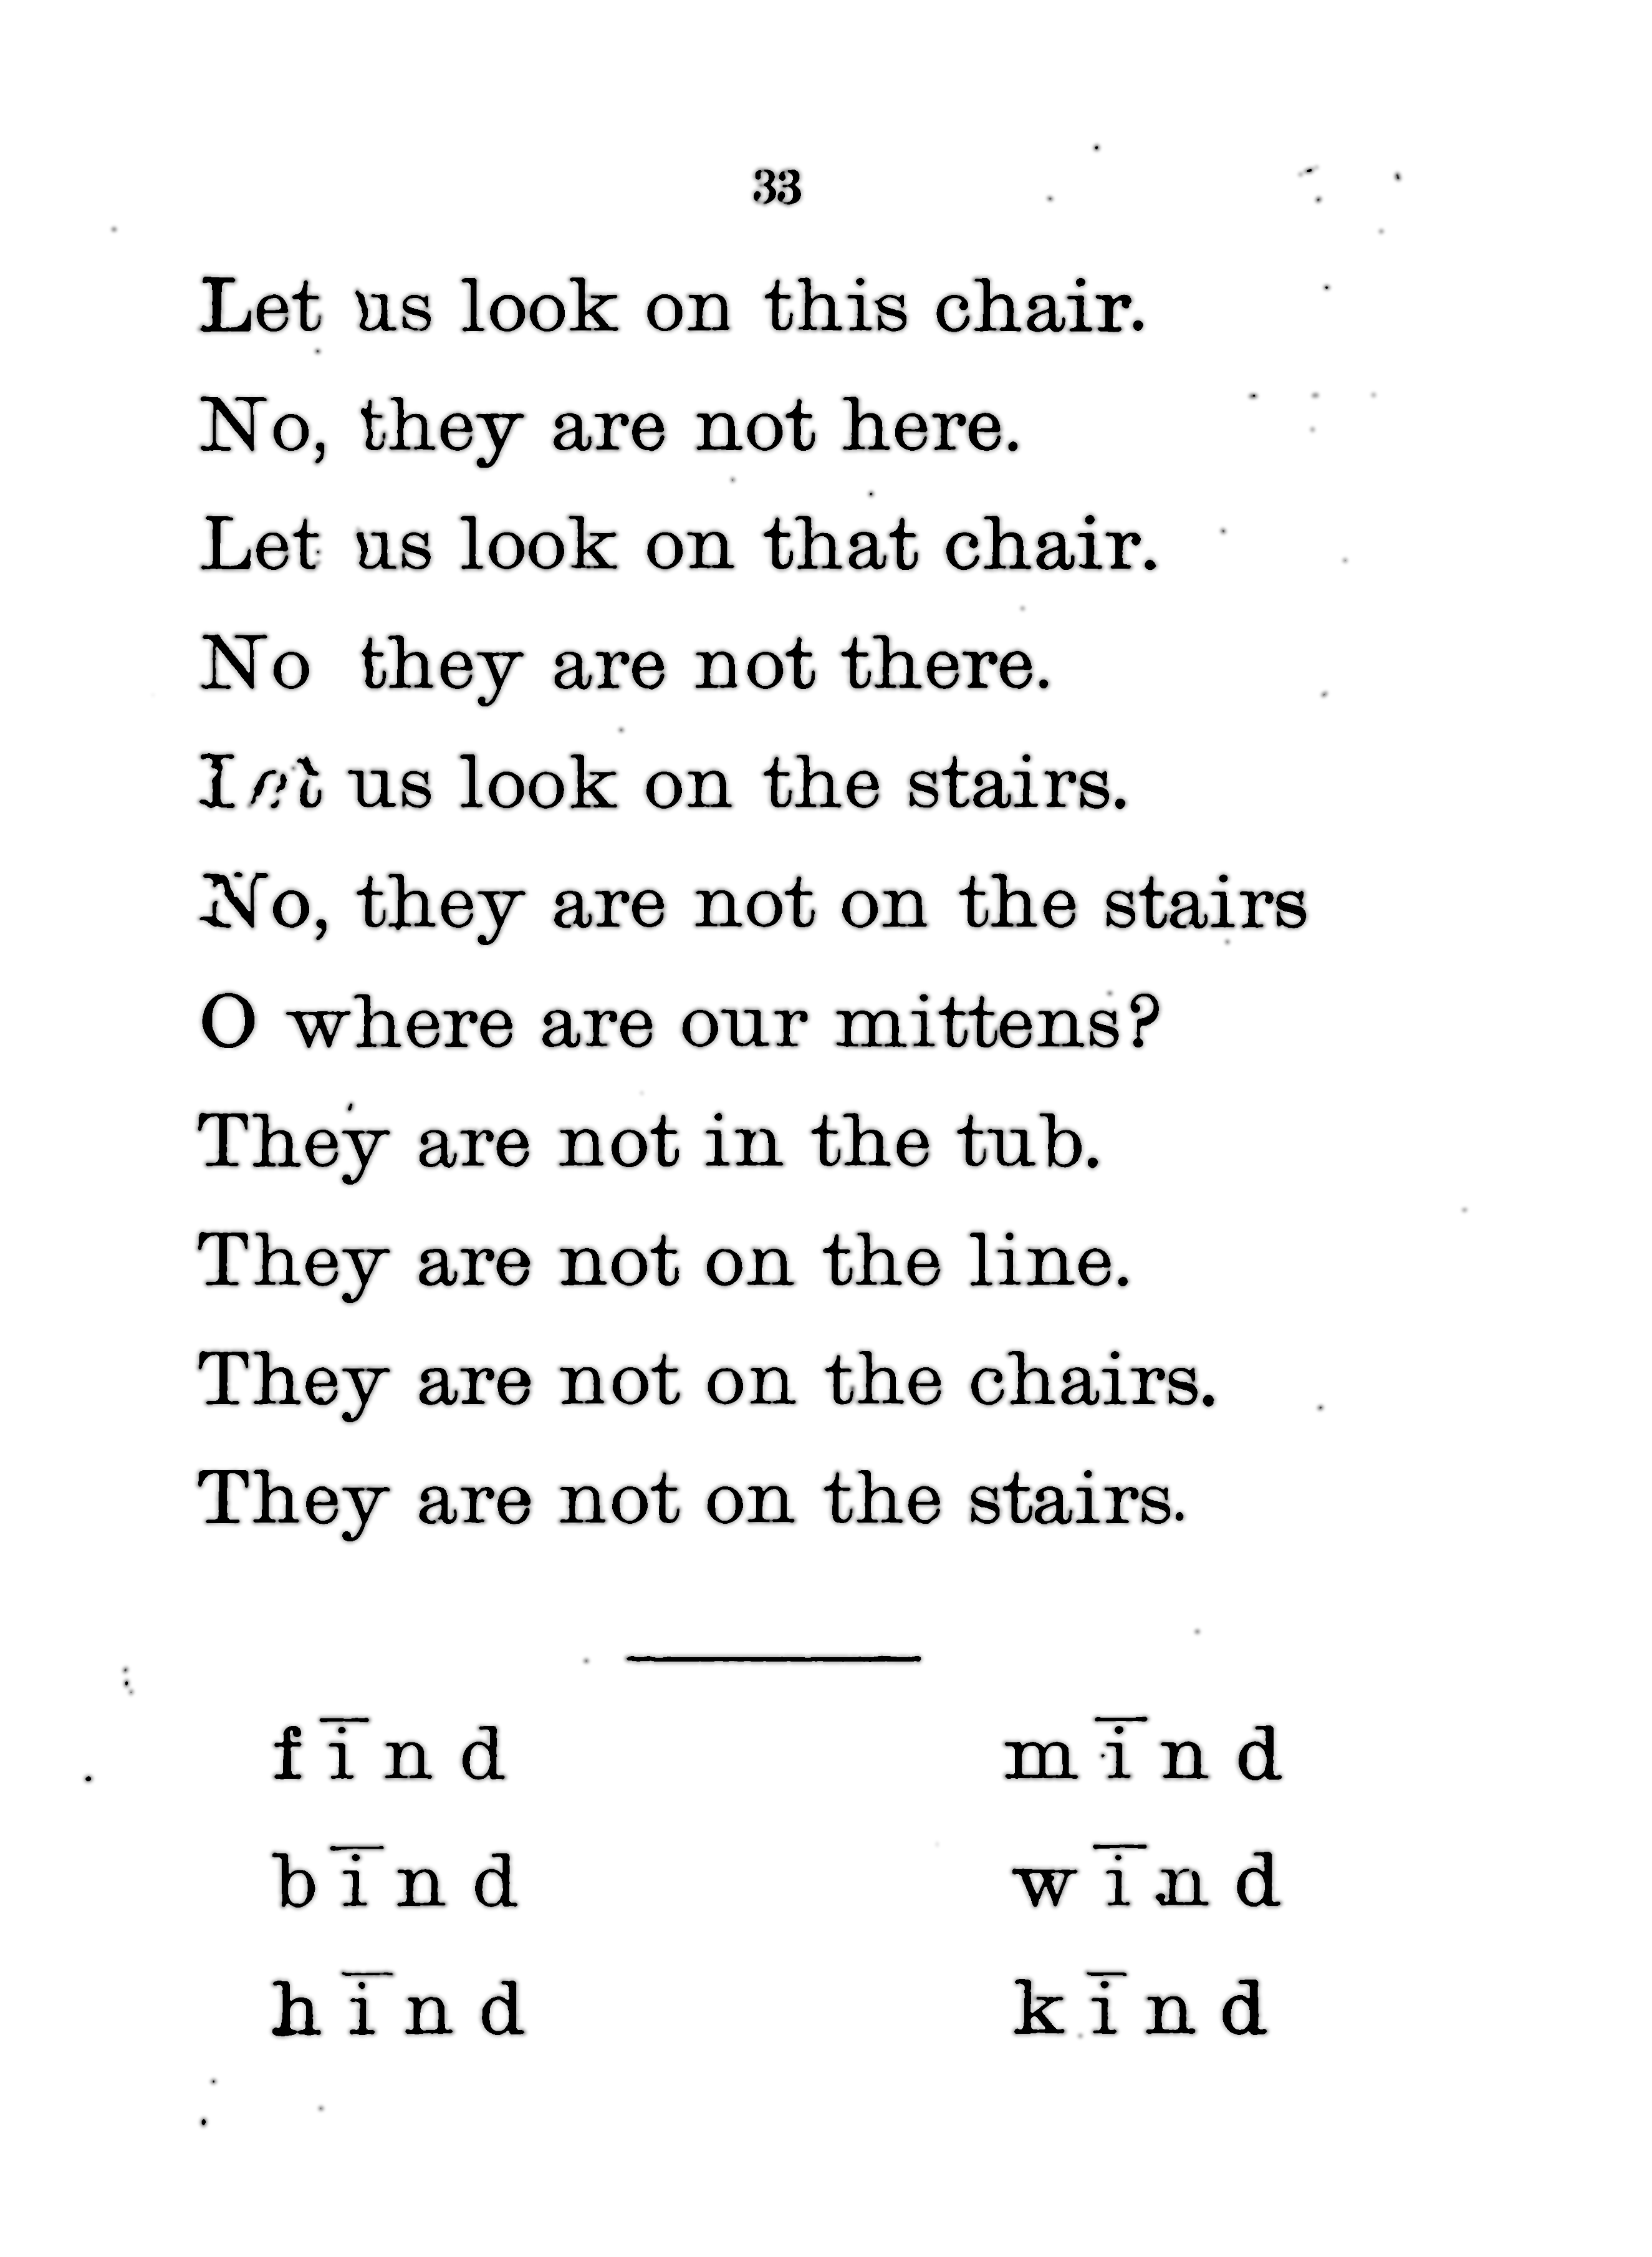 33
Let us look on this chair.
No, they are not here.
Let us look on that chair.
No they are not there.
Let us look on the stairs.
No, they are not on the stairs
O where are our mittens?
They are not in the tub.
They are not on the line.
They are not on the chairs.
They are not on the stairs.
f ī n d m ī n d
b ī n d w ī n d
h ī n d k ī n d